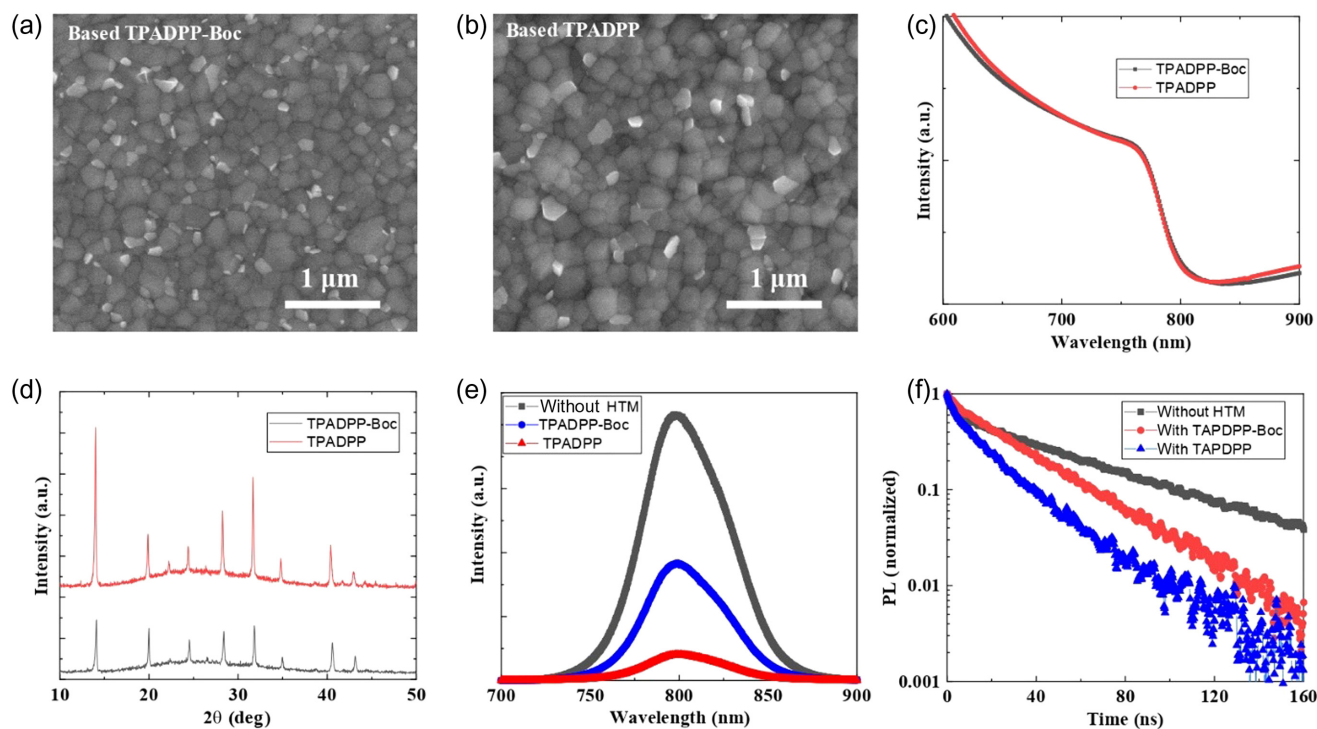 (a)
Based TPADPP-Boc
1 μm
(b)
Based TPADPP
1 μm
(c)
Intensity (a.u.)
TPADPP-Boc
TPADPP
600
700
800
900
Wavelength (nm)
(d)
Intensity (a.u.)
TPADPP-Boc
TPADPP
10
20
30
40
50
2θ (deg)
(e)
Intensity (a.u.)
Without HTM
TPADPP-Boc
TPADPP
700
750
800
850
900
Wavelength (nm)
(f)
PL (normalized)
1
0.1
0.01
0.001
Without HTM
With TAPDPP-Boc
With TAPDPP
0
40
80
120
160
Time (ns)